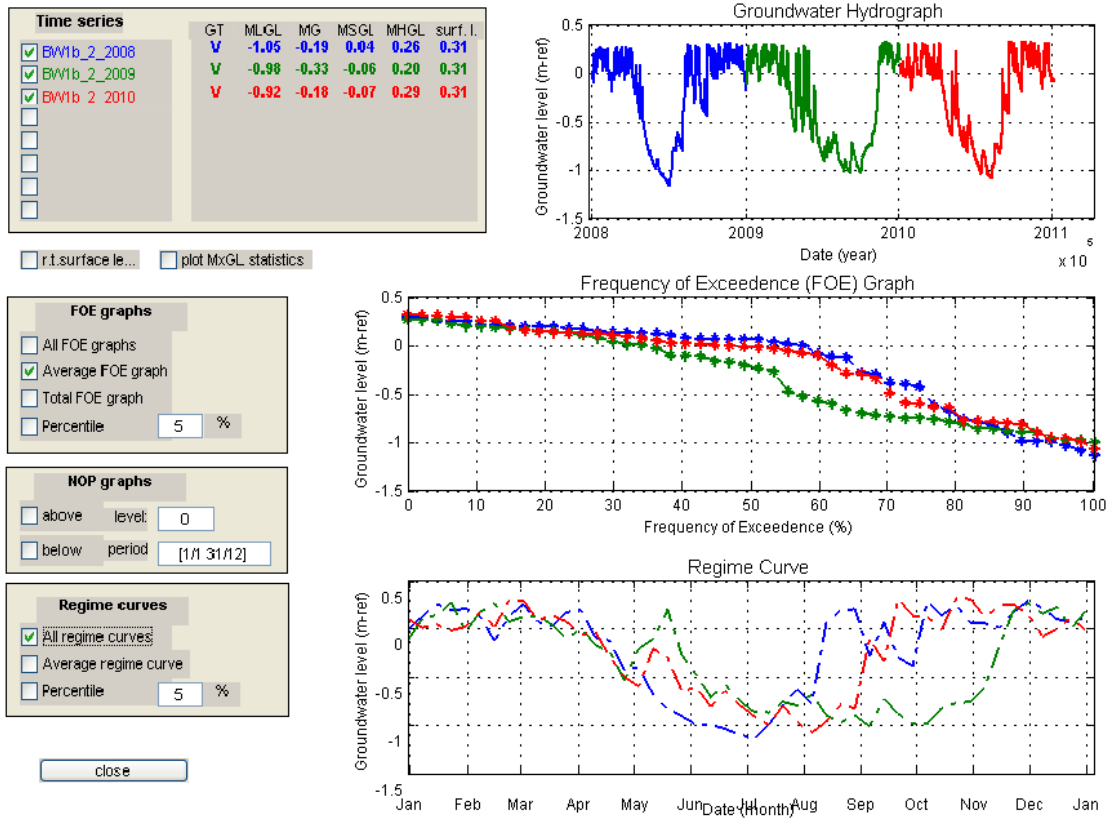 Time series
GT MLGL MG MSGL MHGL surf. l.
BW1b_2_2008 V -1.05 -0.19 0.04 0.26 0.31
BW1b_2_2009 V -0.98 -0.33 -0.06 0.20 0.31
BW1b_2_2010 V -0.92 -0.18 -0.07 0.29 0.31
r.t.surface le... plot MxGL statistics
FOE graphs
All FOE graphs
Average FOE graph
Total FOE graph
Percentile 5 %
NOP graphs
above level: 0
below period [1/1 31/12]
Regime curves
All regime curves
Average regime curve
Percentile 5 %
close
Groundwater Hydrograph
Groundwater level (m-ref)
0.5
0
-0.5
-1
-1.5
2008 2009 2010 2011
Date (year)
x 10 5
Frequency of Exceedence (FOE) Graph
Groundwater level (m-ref)
0.5
0
-0.5
-1
-1.5
0 10 20 30 40 50 60 70 80 90 100
Frequency of Exceedence (%)
Regime Curve
Groundwater level (m-ref)
0.5
0
-0.5
-1
-1.5
Jan Feb Mar Apr May Jun Jul Aug Sep Oct Nov Dec Jan
Date (month)